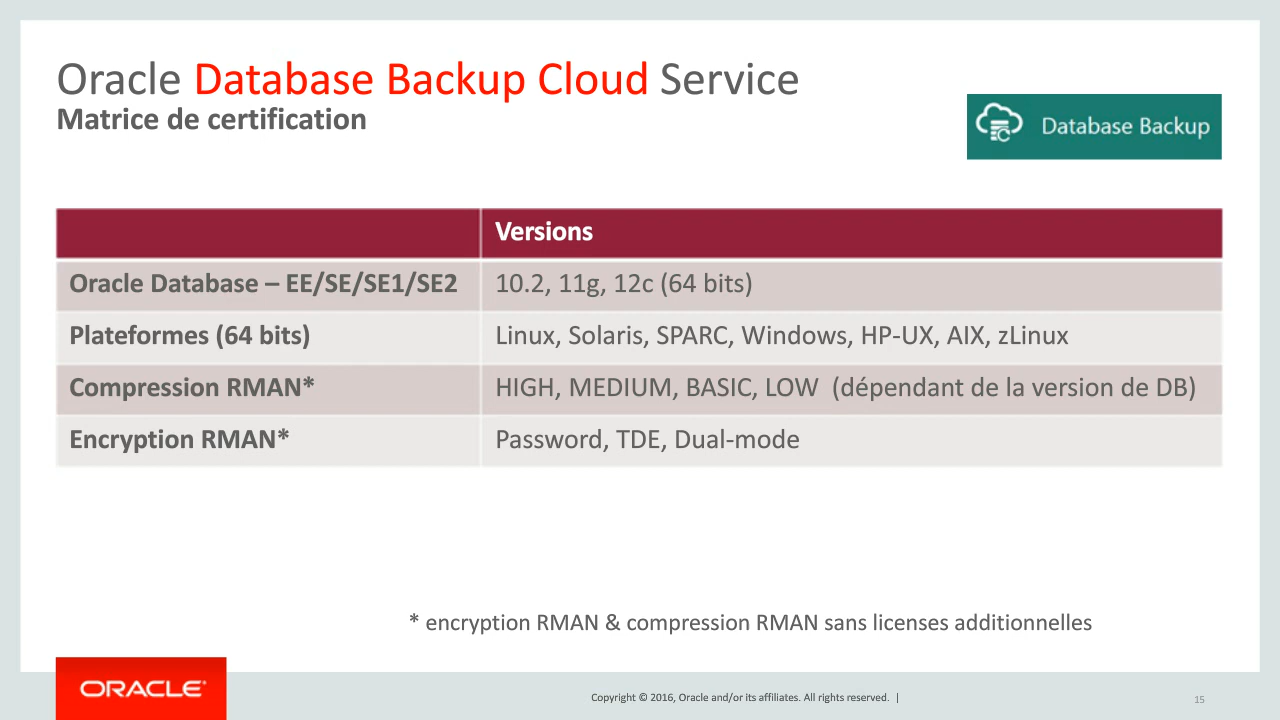 Oracle Database Backup Cloud Service
Matrice de certification
Database Backup
Versions
Oracle Database – EE/SE/SE1/SE2 10.2, 11g, 12c (64 bits)
Plateformes (64 bits) Linux, Solaris, SPARC, Windows, HP-UX, AIX, zLinux
Compression RMAN* HIGH, MEDIUM, BASIC, LOW (dépendant de la version de DB)
Encryption RMAN* Password, TDE, Dual-mode
* encryption RMAN & compression RMAN sans licenses additionnelles
ORACLE®
Copyright © 2016, Oracle and/or its affiliates. All rights reserved. |
15